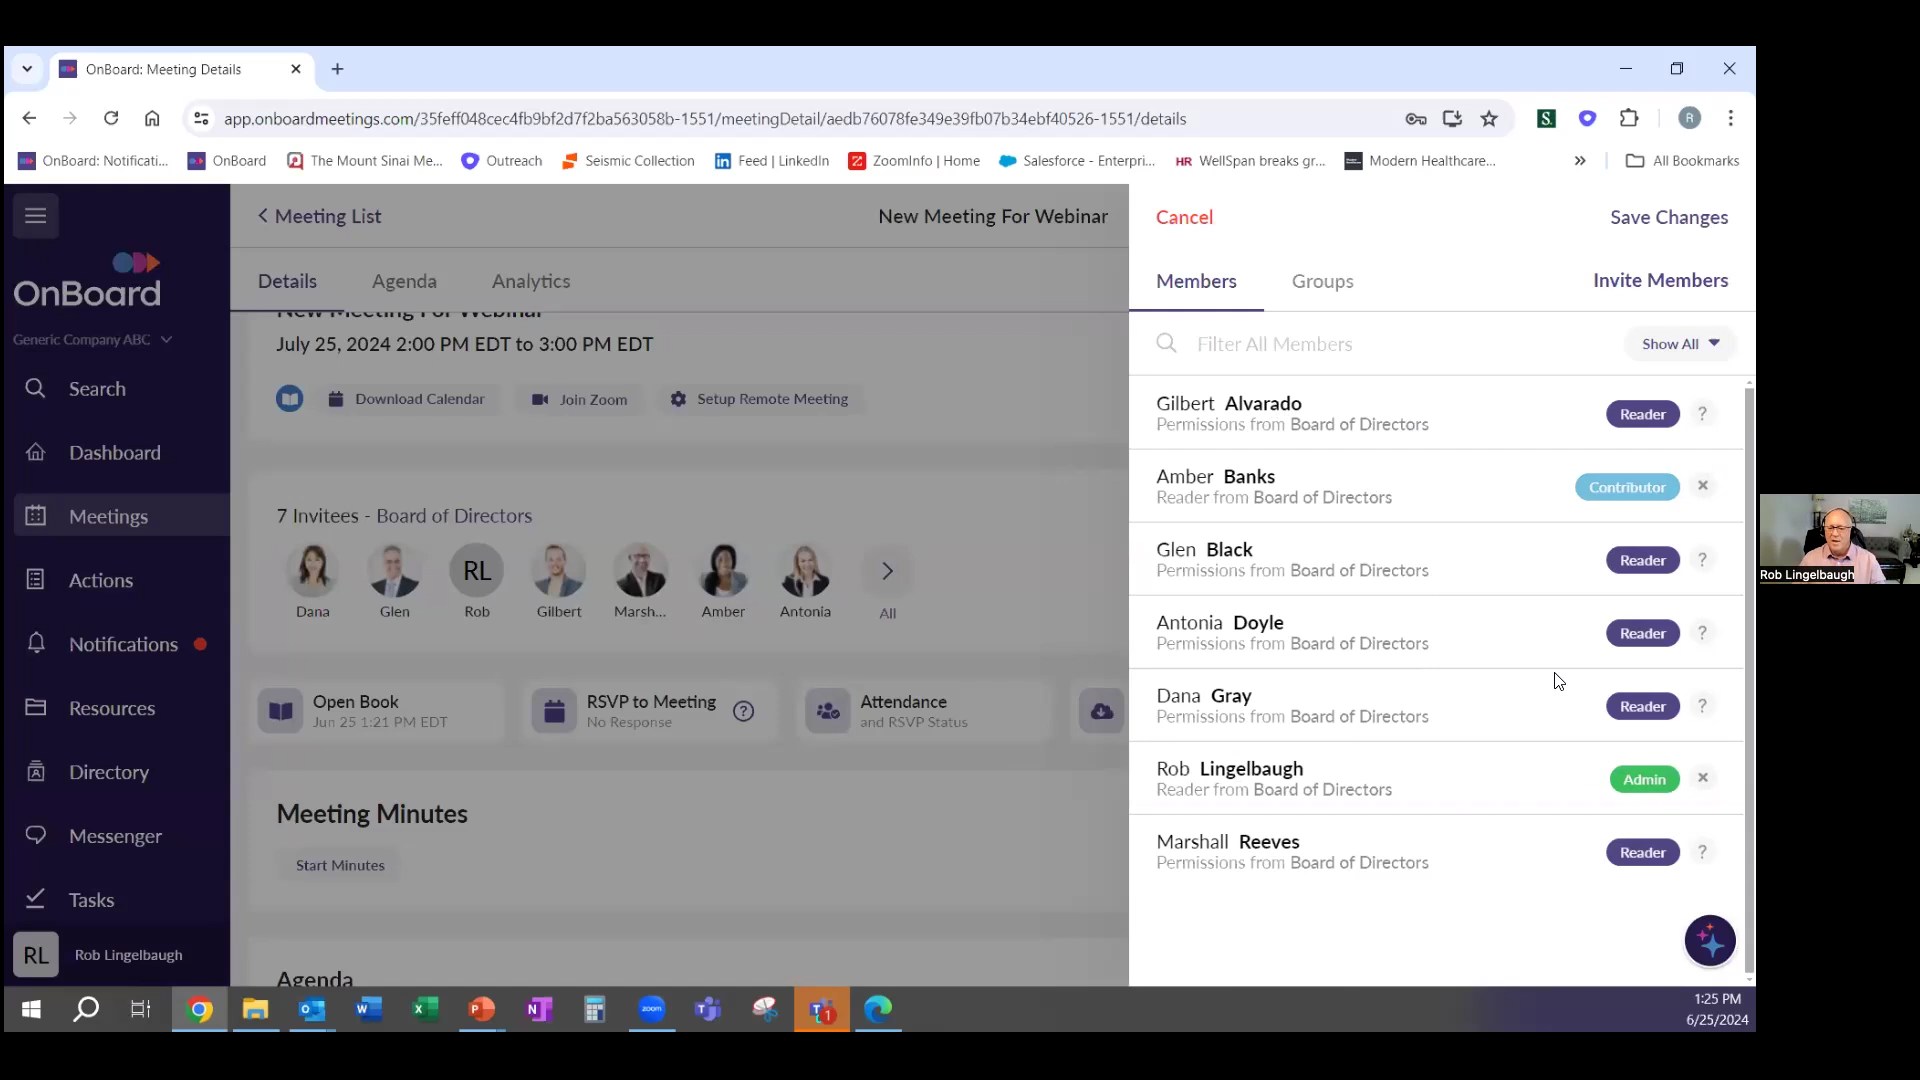 OnBoard: Meeting Details
app.onboardmeetings.com/35feff048cec4fb9bf2d7f2ba563058b-1551/meetingDetail/aedb76078fe349e39fb07b34ebf40526-1551/details
R
OnBoard: Notificati... OnBoard The Mount Sinai Me... Outreach Seismic Collection Feed | LinkedIn ZoomInfo | Home Salesforce - Enterpri... HR WellSpan breaks gr... Modern Healthcare... All Bookmarks
OnBoard
Generic Company ABC
Search
Dashboard
Meetings
Actions
Notifications
Resources
Directory
Messenger
Tasks
RL Rob Lingelbaugh
Meeting List
New Meeting For Webinar
Details Agenda Analytics
New Meeting For Webinar
July 25, 2024 2:00 PM EDT to 3:00 PM EDT
Download Calendar Join Zoom Setup Remote Meeting
7 Invitees - Board of Directors
RL
Dana Glen Rob Gilbert Marsh... Amber Antonia All
Open Book
Jun 25 1:21 PM EDT
RSVP to Meeting ?
No Response
Attendance
and RSVP Status
Meeting Minutes
Start Minutes
Agenda
Cancel Save Changes
Members Groups Invite Members
Filter All Members Show All
Gilbert Alvarado
Permissions from Board of Directors
Reader ?
Amber Banks
Reader from Board of Directors
Contributor
Glen Black
Permissions from Board of Directors
Reader ?
Antonia Doyle
Permissions from Board of Directors
Reader ?
Dana Gray
Permissions from Board of Directors
Reader ?
Rob Lingelbaugh
Reader from Board of Directors
Admin
Marshall Reeves
Permissions from Board of Directors
Reader ?
Rob Lingelbaugh
zoom
1
1:25 PM
6/25/2024